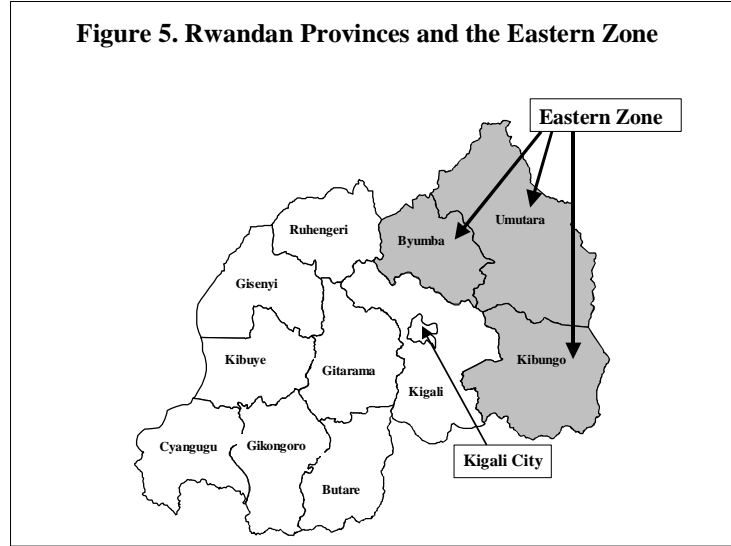 Figure 5. Rwandan Provinces and the Eastern Zone
Eastern Zone
Umutara
Ruhengeri
Byumba
Gisenyi
Kibuye
Gitarama
Kibungo
Kigali
Cyangugu
Gikongoro
Kigali City
Butare